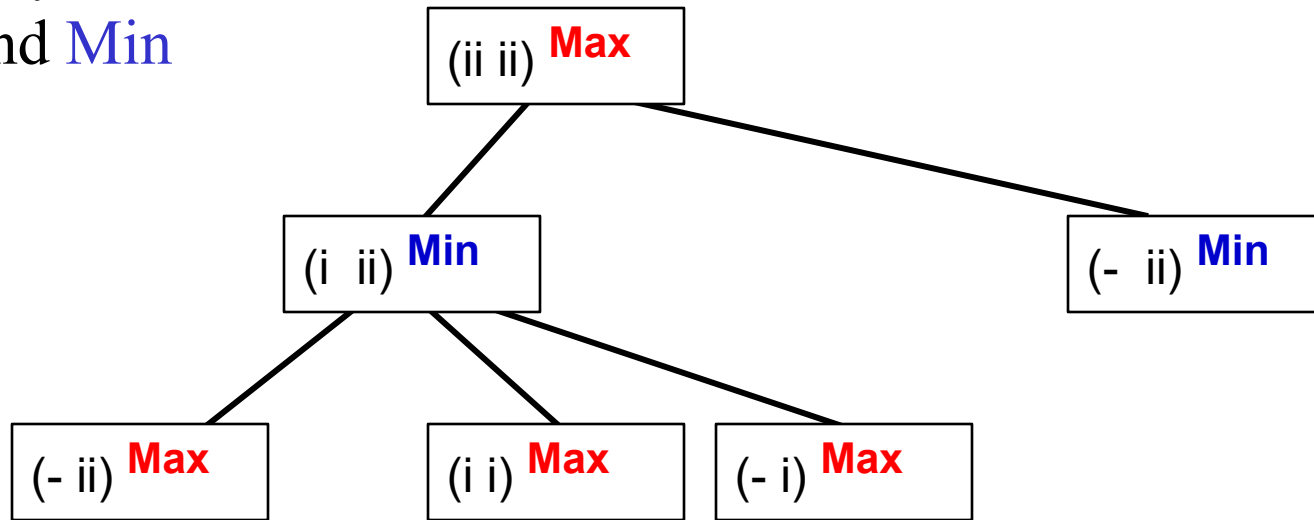 nd Min
(ii ii) Max
(i ii) Min
(- ii) Min
(- ii) Max
(i i) Max
(- i) Max